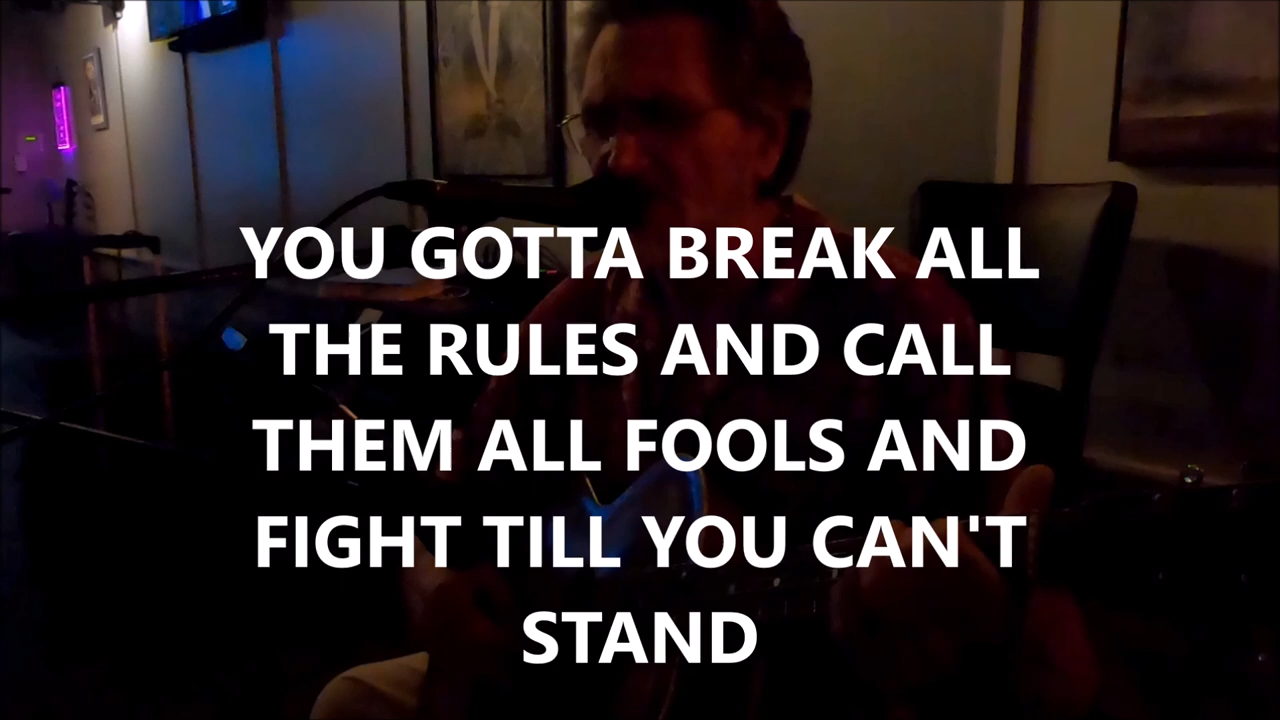 YOU GOTTA BREAK ALL
THE RULES AND CALL
THEM ALL FOOLS AND
FIGHT TILL YOU CAN'T
STAND